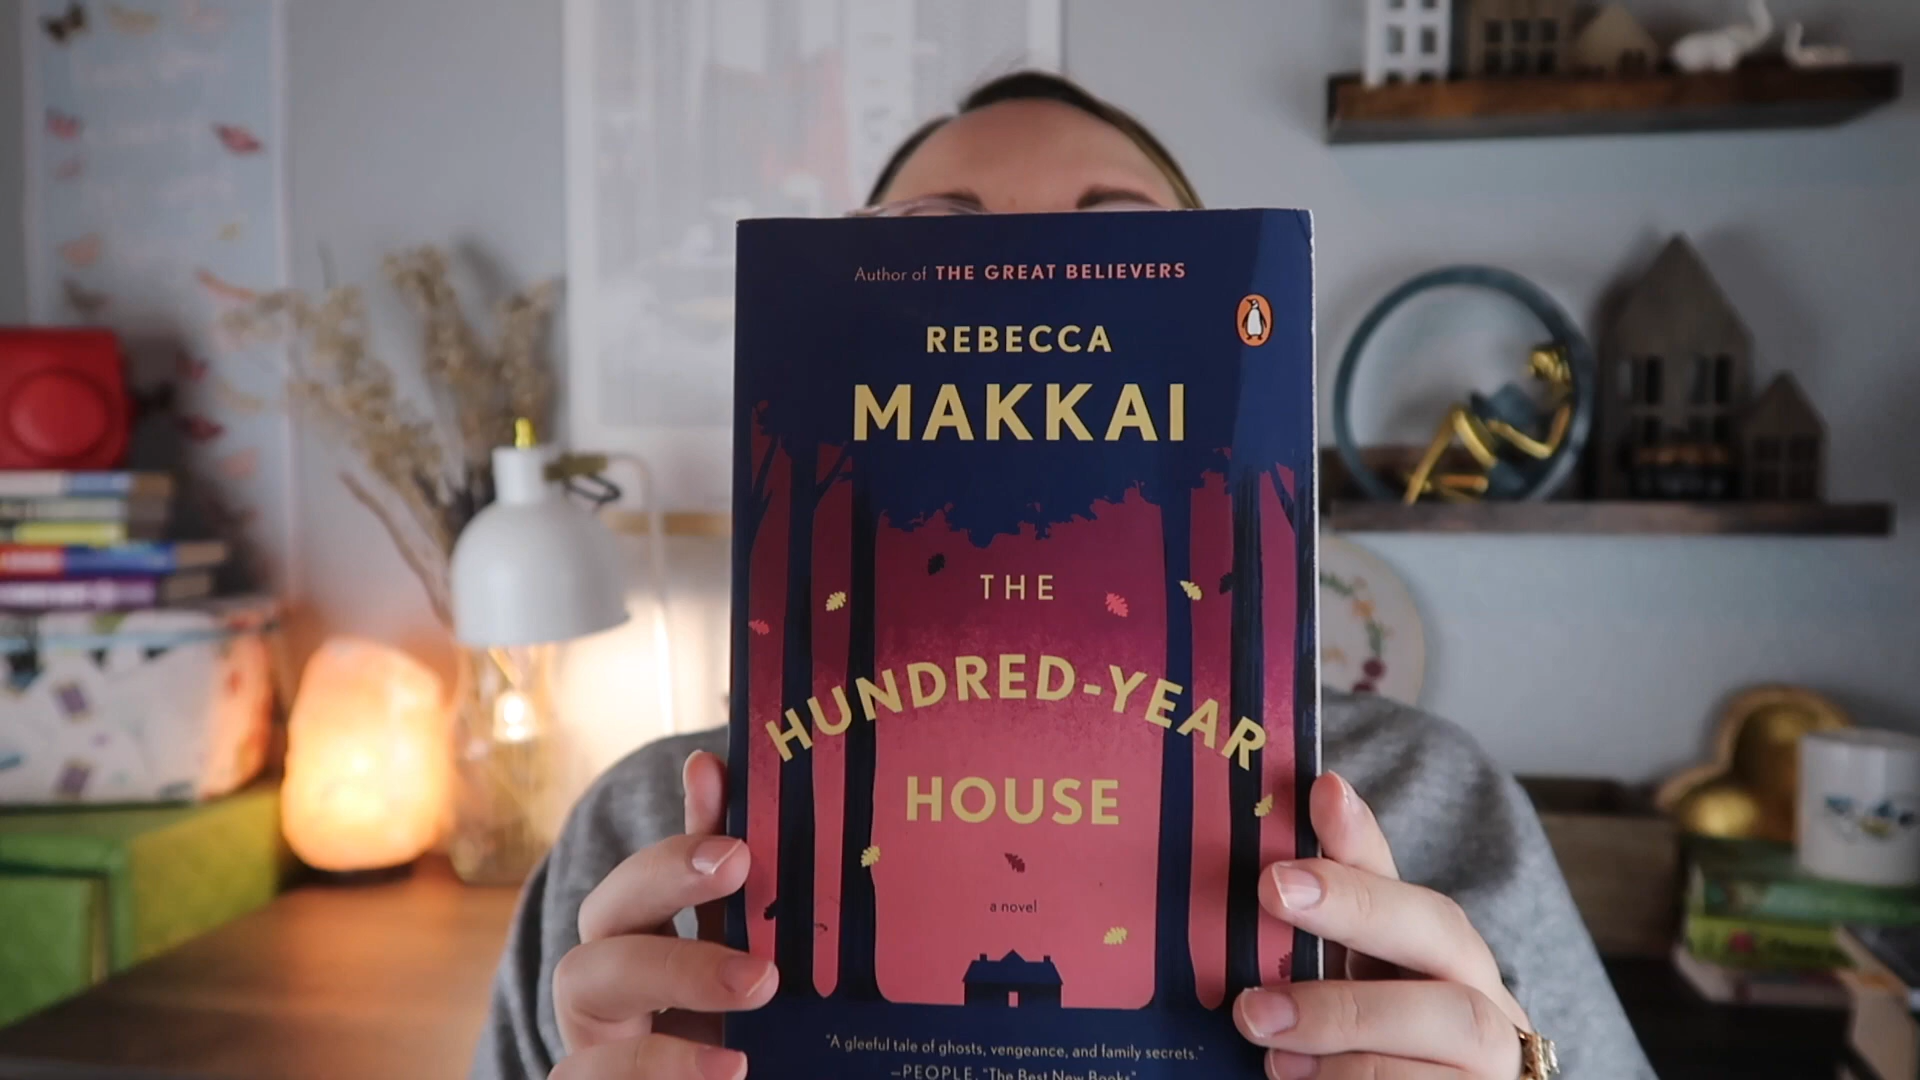 Author of THE GREAT BELIEVERS
REBECCA
MAKKAI
THE
HUNDRED-YEAR
HOUSE
a novel
"A gleeful tale of ghosts, vengeance, and family secrets."
—PEOPLE, "The Best New Books"